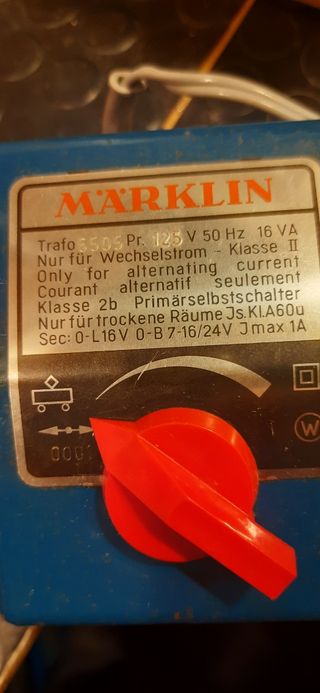 MÄRKLIN
Trafo 6509 Pr. 125 V 50 Hz 16 VA
Nur für Wechselstrom - Klasse II
Only for alternating current
Courant alternatif seulement
Klasse 2b Primärselbstschalter
Nur für trockene Räume Js.Kl.A60u
Sec: 0-L16V 0-B 7-16/24V Jmax 1A
W